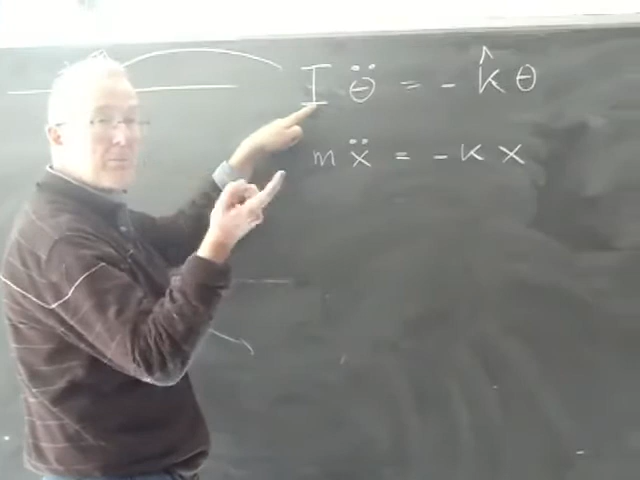 I θ̈ = - k̂ θ
m ẍ = - k x